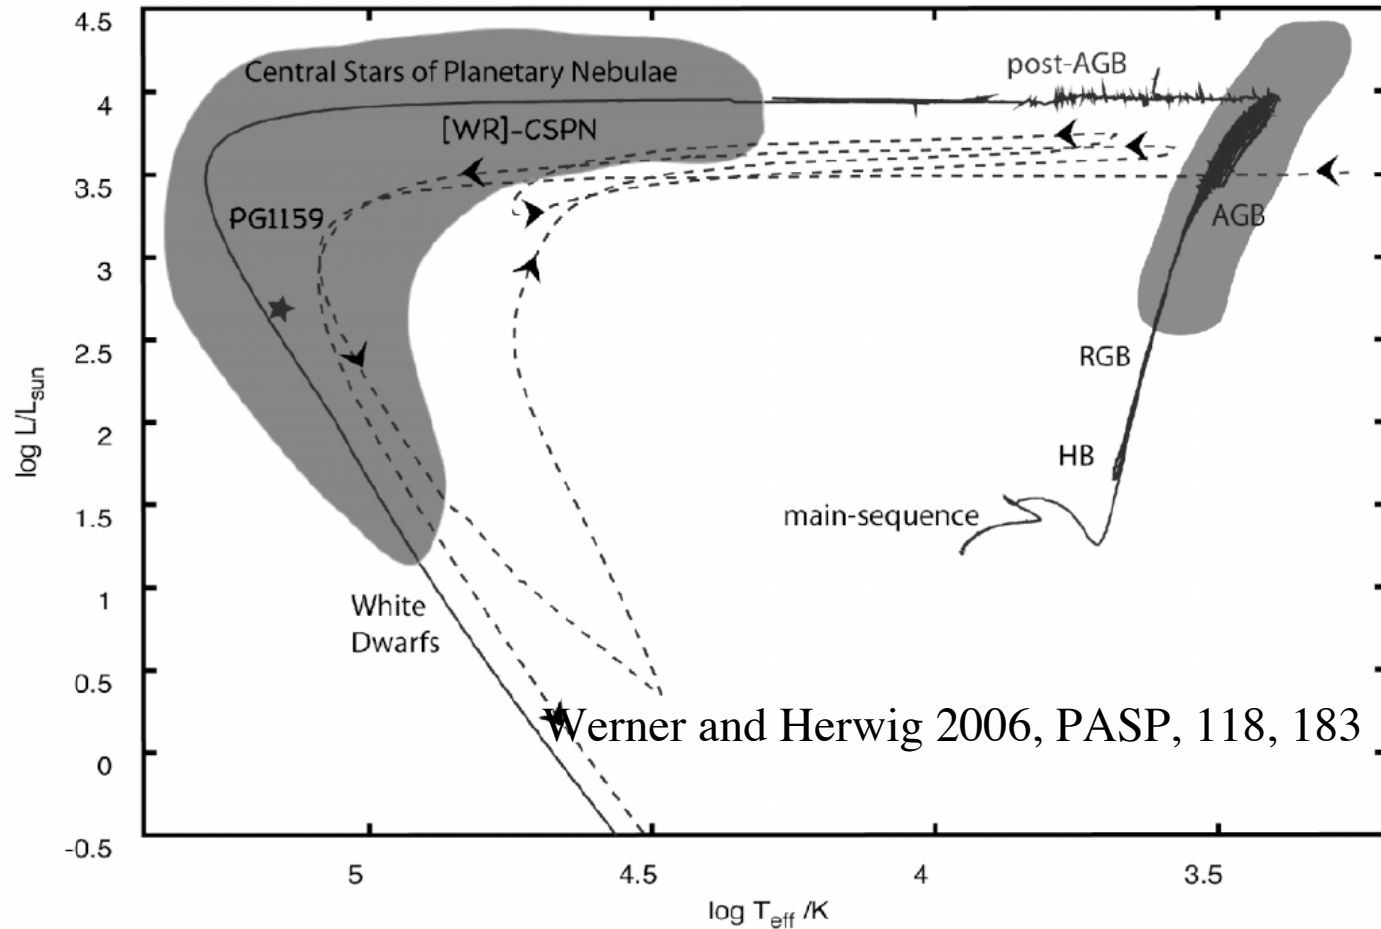 4.5
4
3.5
3
2.5
2
1.5
1
0.5
0
-0.5
log L/L_sun
Central Stars of Planetary Nebulae
[WR]-CSPN
PG1159
post-AGB
AGB
RGB
HB
main-sequence
White
Dwarfs
Werner and Herwig 2006, PASP, 118, 183
5
4.5
4
3.5
log T_eff /K